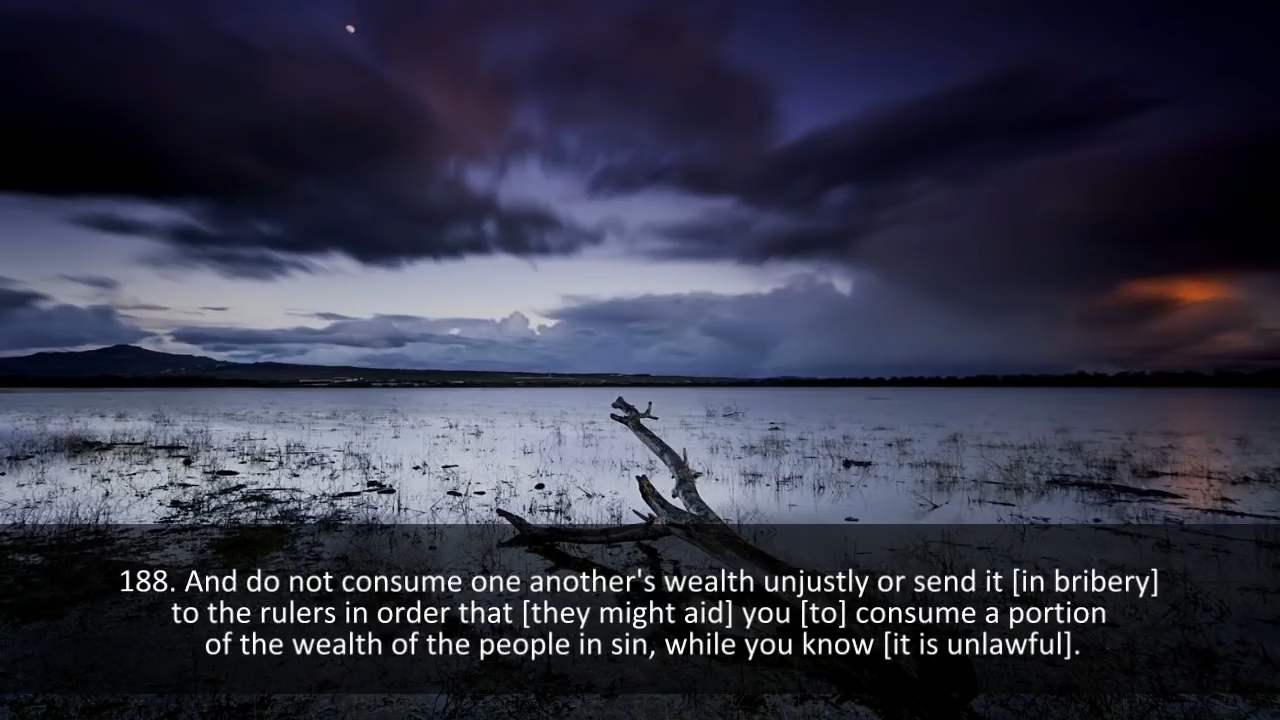 188. And do not consume one another's wealth unjustly or send it [in bribery]
to the rulers in order that [they might aid] you [to] consume a portion
of the wealth of the people in sin, while you know [it is unlawful].